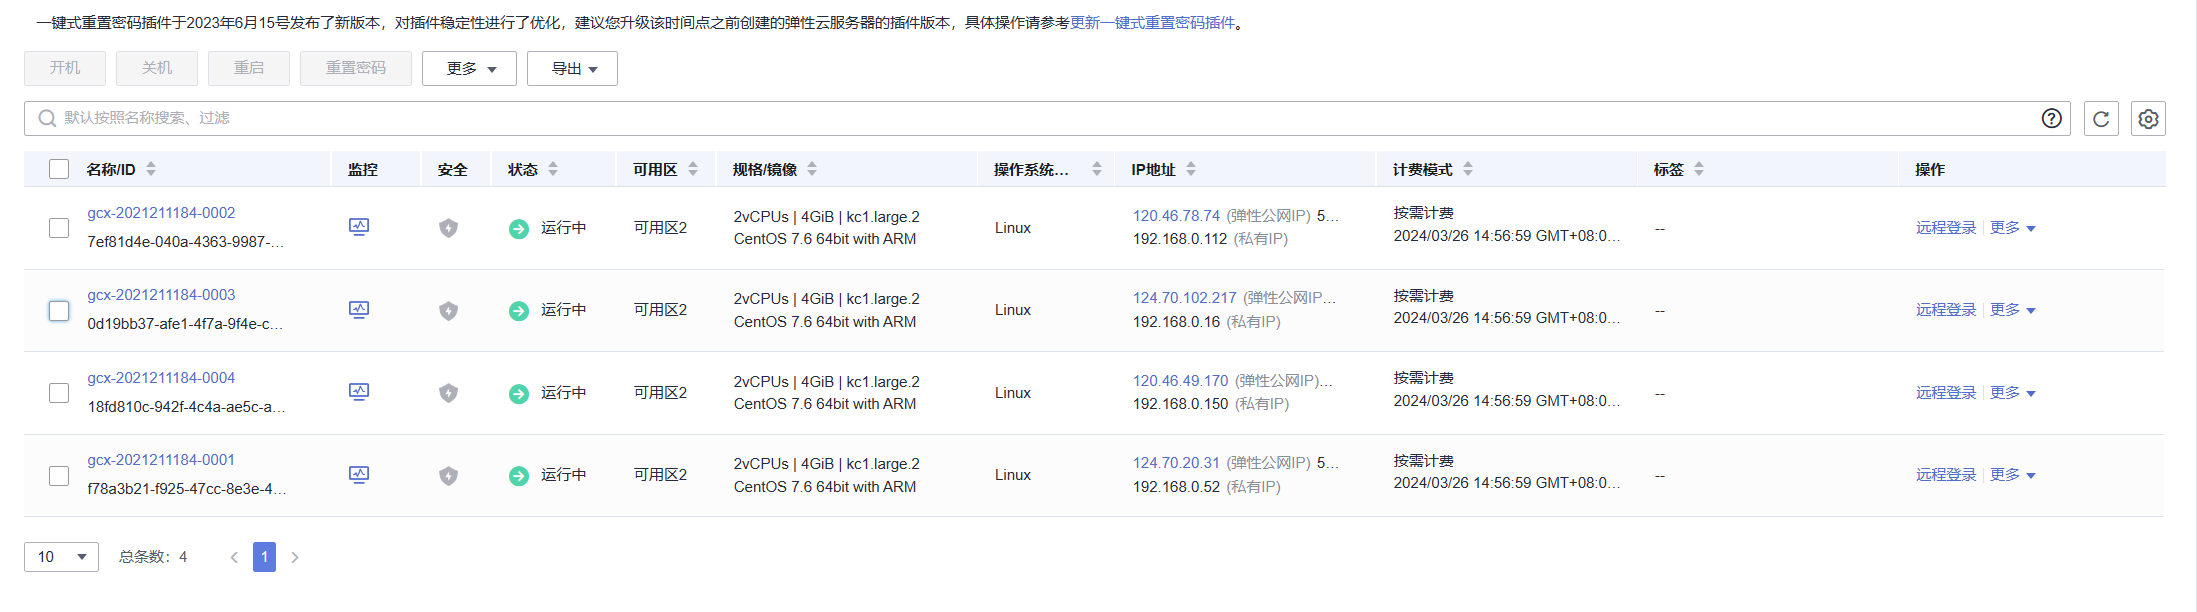 一键式重置密码插件于2023年6月15号发布了新版本，对插件稳定性进行了优化，建议您升级该时间点之前创建的弹性云服务器的插件版本，具体操作请参考更新一键式重置密码插件。
开机 关机 重启 重置密码 更多 导出
默认按照名称搜索、过滤
名称/ID 监控 安全 状态 可用区 规格/镜像 操作系统... IP地址 计费模式 标签 操作
gcx-2021211184-0002 2vCPUs | 4GiB | kc1.large.2 120.46.78.74 (弹性公网IP) 5... 按需计费
7ef81d4e-040a-4363-9987-... 运行中 可用区2 CentOS 7.6 64bit with ARM Linux 192.168.0.112 (私有IP) 2024/03/26 14:56:59 GMT+08:0... -- 远程登录 更多
gcx-2021211184-0003 2vCPUs | 4GiB | kc1.large.2 124.70.102.217 (弹性公网IP... 按需计费
0d19bb37-afe1-4f7a-9f4e-c... 运行中 可用区2 CentOS 7.6 64bit with ARM Linux 192.168.0.16 (私有IP) 2024/03/26 14:56:59 GMT+08:0... -- 远程登录 更多
gcx-2021211184-0004 2vCPUs | 4GiB | kc1.large.2 120.46.49.170 (弹性公网IP)... 按需计费
18fd810c-942f-4c4a-ae5c-a... 运行中 可用区2 CentOS 7.6 64bit with ARM Linux 192.168.0.150 (私有IP) 2024/03/26 14:56:59 GMT+08:0... -- 远程登录 更多
gcx-2021211184-0001 2vCPUs | 4GiB | kc1.large.2 124.70.20.31 (弹性公网IP) 5... 按需计费
f78a3b21-f925-47cc-8e3e-4... 运行中 可用区2 CentOS 7.6 64bit with ARM Linux 192.168.0.52 (私有IP) 2024/03/26 14:56:59 GMT+08:0... -- 远程登录 更多
10 总条数：4 < 1 >